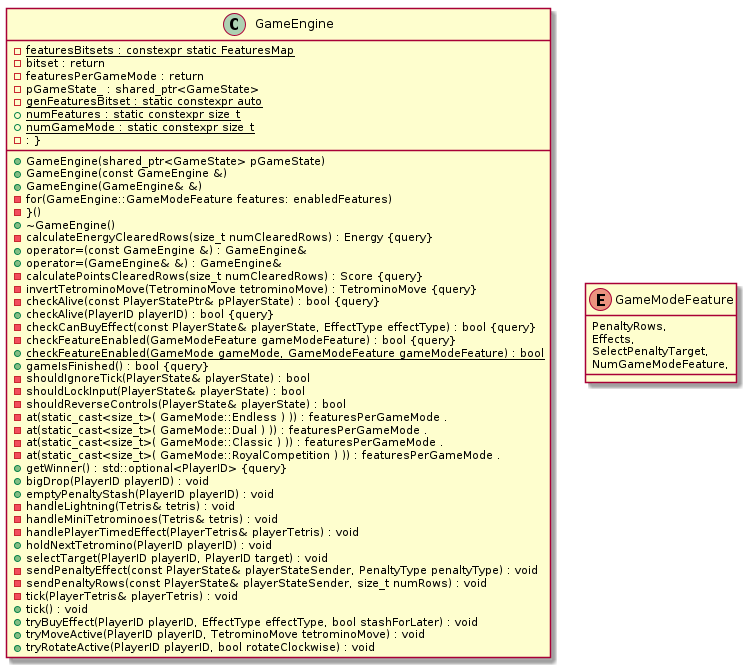 C GameEngine
featuresBitsets : constexpr static FeaturesMap
bitset : return
featuresPerGameMode : return
pGameState_ : shared_ptr<GameState>
genFeaturesBitset : static constexpr auto
numFeatures : static constexpr size_t
numGameMode : static constexpr size_t
: }
GameEngine(shared_ptr<GameState> pGameState)
GameEngine(const GameEngine &)
GameEngine(GameEngine& &)
for(GameEngine::GameModeFeature features: enabledFeatures)
}()
~GameEngine()
calculateEnergyClearedRows(size_t numClearedRows) : Energy {query}
operator=(const GameEngine &) : GameEngine&
operator=(GameEngine& &) : GameEngine&
calculatePointsClearedRows(size_t numClearedRows) : Score {query}
invertTetrominoMove(TetrominoMove tetrominoMove) : TetrominoMove {query}
checkAlive(const PlayerStatePtr& pPlayerState) : bool {query}
checkAlive(PlayerID playerID) : bool {query}
checkCanBuyEffect(const PlayerState& playerState, EffectType effectType) : bool {query}
checkFeatureEnabled(GameModeFeature gameModeFeature) : bool {query}
checkFeatureEnabled(GameMode gameMode, GameModeFeature gameModeFeature) : bool
gameIsFinished() : bool {query}
shouldIgnoreTick(PlayerState& playerState) : bool
shouldLockInput(PlayerState& playerState) : bool
shouldReverseControls(PlayerState& playerState) : bool
at(static_cast<size_t>( GameMode::Endless ) )) : featuresPerGameMode .
at(static_cast<size_t>( GameMode::Dual ) )) : featuresPerGameMode .
at(static_cast<size_t>( GameMode::Classic ) )) : featuresPerGameMode .
at(static_cast<size_t>( GameMode::RoyalCompetition ) )) : featuresPerGameMode .
getWinner() : std::optional<PlayerID> {query}
bigDrop(PlayerID playerID) : void
emptyPenaltyStash(PlayerID playerID) : void
handleLightning(Tetris& tetris) : void
handleMiniTetrominoes(Tetris& tetris) : void
handlePlayerTimedEffect(PlayerTetris& playerTetris) : void
holdNextTetromino(PlayerID playerID) : void
selectTarget(PlayerID playerID, PlayerID target) : void
sendPenaltyEffect(const PlayerState& playerStateSender, PenaltyType penaltyType) : void
sendPenaltyRows(const PlayerState& playerStateSender, size_t numRows) : void
tick(PlayerTetris& playerTetris) : void
tick() : void
tryBuyEffect(PlayerID playerID, EffectType effectType, bool stashForLater) : void
tryMoveActive(PlayerID playerID, TetrominoMove tetrominoMove) : void
tryRotateActive(PlayerID playerID, bool rotateClockwise) : void
E GameModeFeature
PenaltyRows,
Effects,
SelectPenaltyTarget,
NumGameModeFeature,